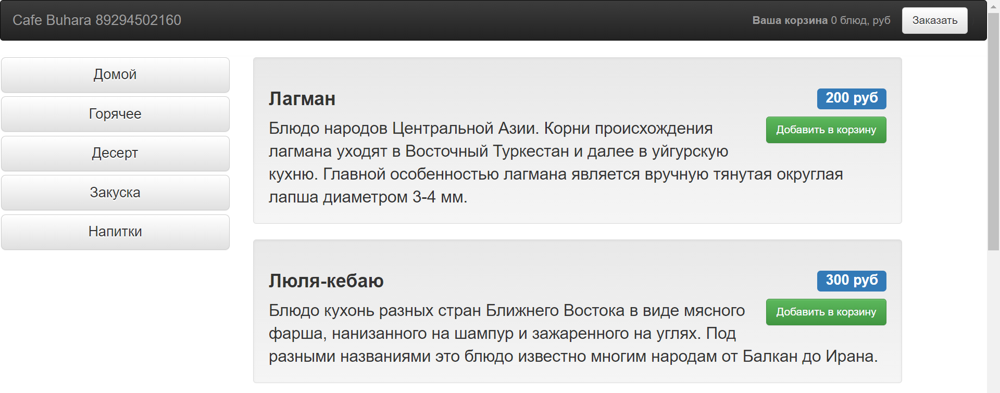 Cafe Buhara 89294502160
Ваша корзина 0 блюд, руб
Заказать
Домой
Горячее
Десерт
Закуска
Напитки
Лагман
200 руб
Добавить в корзину
Блюдо народов Центральной Азии. Корни происхождения
лагмана уходят в Восточный Туркестан и далее в уйгурскую
кухню. Главной особенностью лагмана является вручную тянутая округлая
лапша диаметром 3-4 мм.
Люля-кебаю
300 руб
Добавить в корзину
Блюдо кухонь разных стран Ближнего Востока в виде мясного
фарша, нанизанного на шампур и зажаренного на углях. Под
разными названиями это блюдо известно многим народам от Балкан до Ирана.